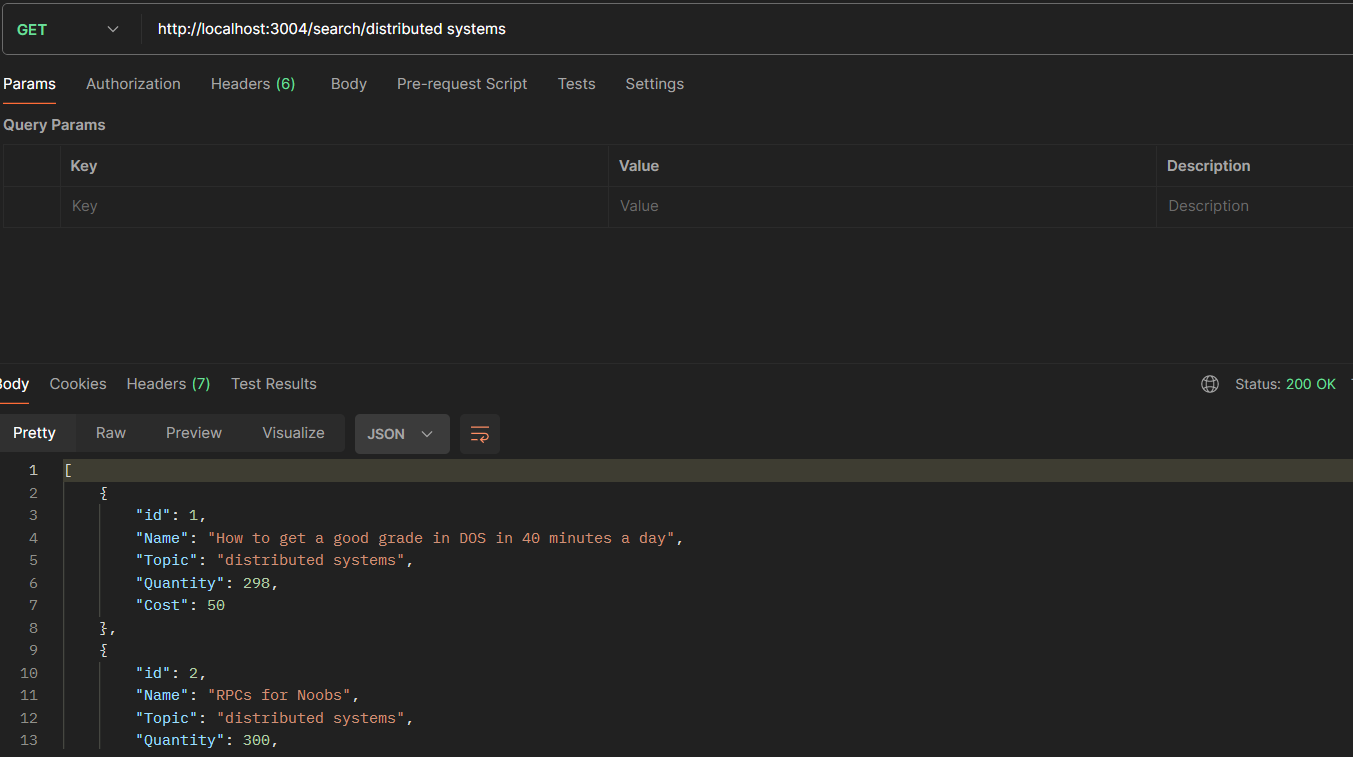 GET http://localhost:3004/search/distributed systems
Params Authorization Headers (6) Body Pre-request Script Tests Settings
Query Params
Key Value Description
Key Value Description
Body Cookies Headers (7) Test Results Status: 200 OK
Pretty Raw Preview Visualize JSON
1 [
2 {
3 "id": 1,
4 "Name": "How to get a good grade in DOS in 40 minutes a day",
5 "Topic": "distributed systems",
6 "Quantity": 298,
7 "Cost": 50
8 },
9 {
10 "id": 2,
11 "Name": "RPCs for Noobs",
12 "Topic": "distributed systems",
13 "Quantity": 300,